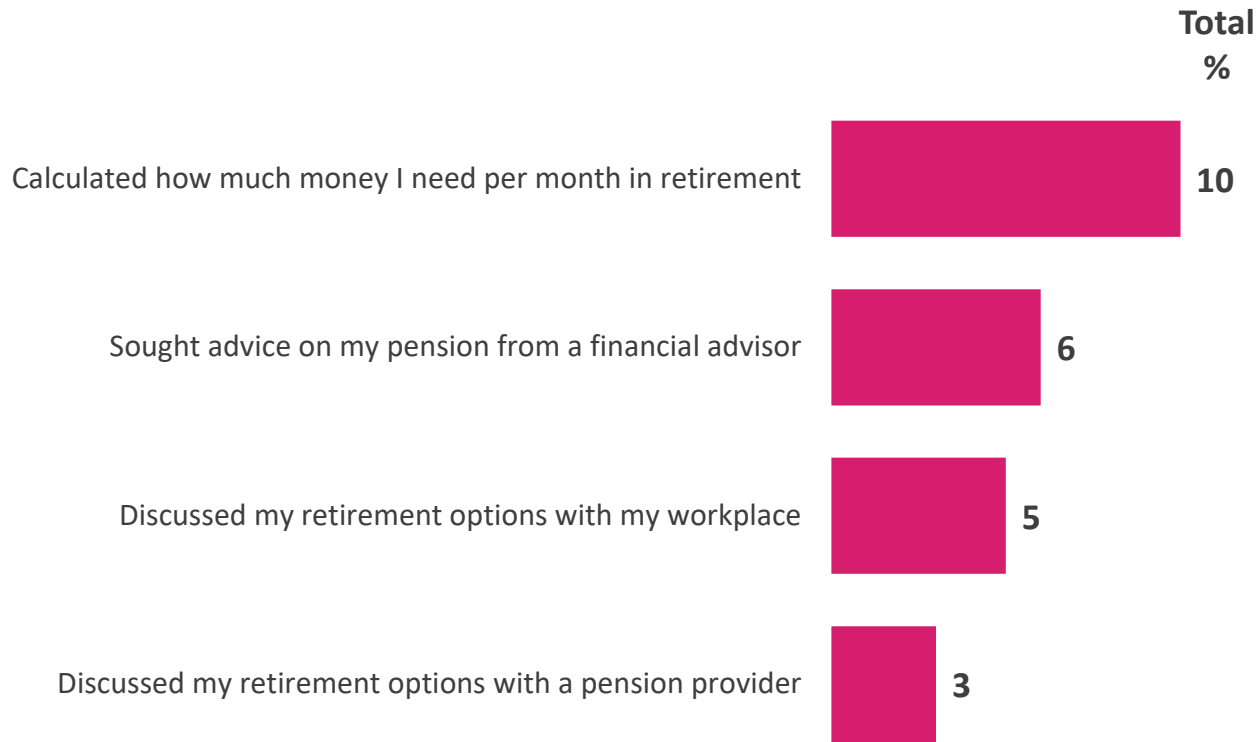 Total
%
Calculated how much money I need per month in retirement 10
Sought advice on my pension from a financial advisor 6
Discussed my retirement options with my workplace 5
Discussed my retirement options with a pension provider 3